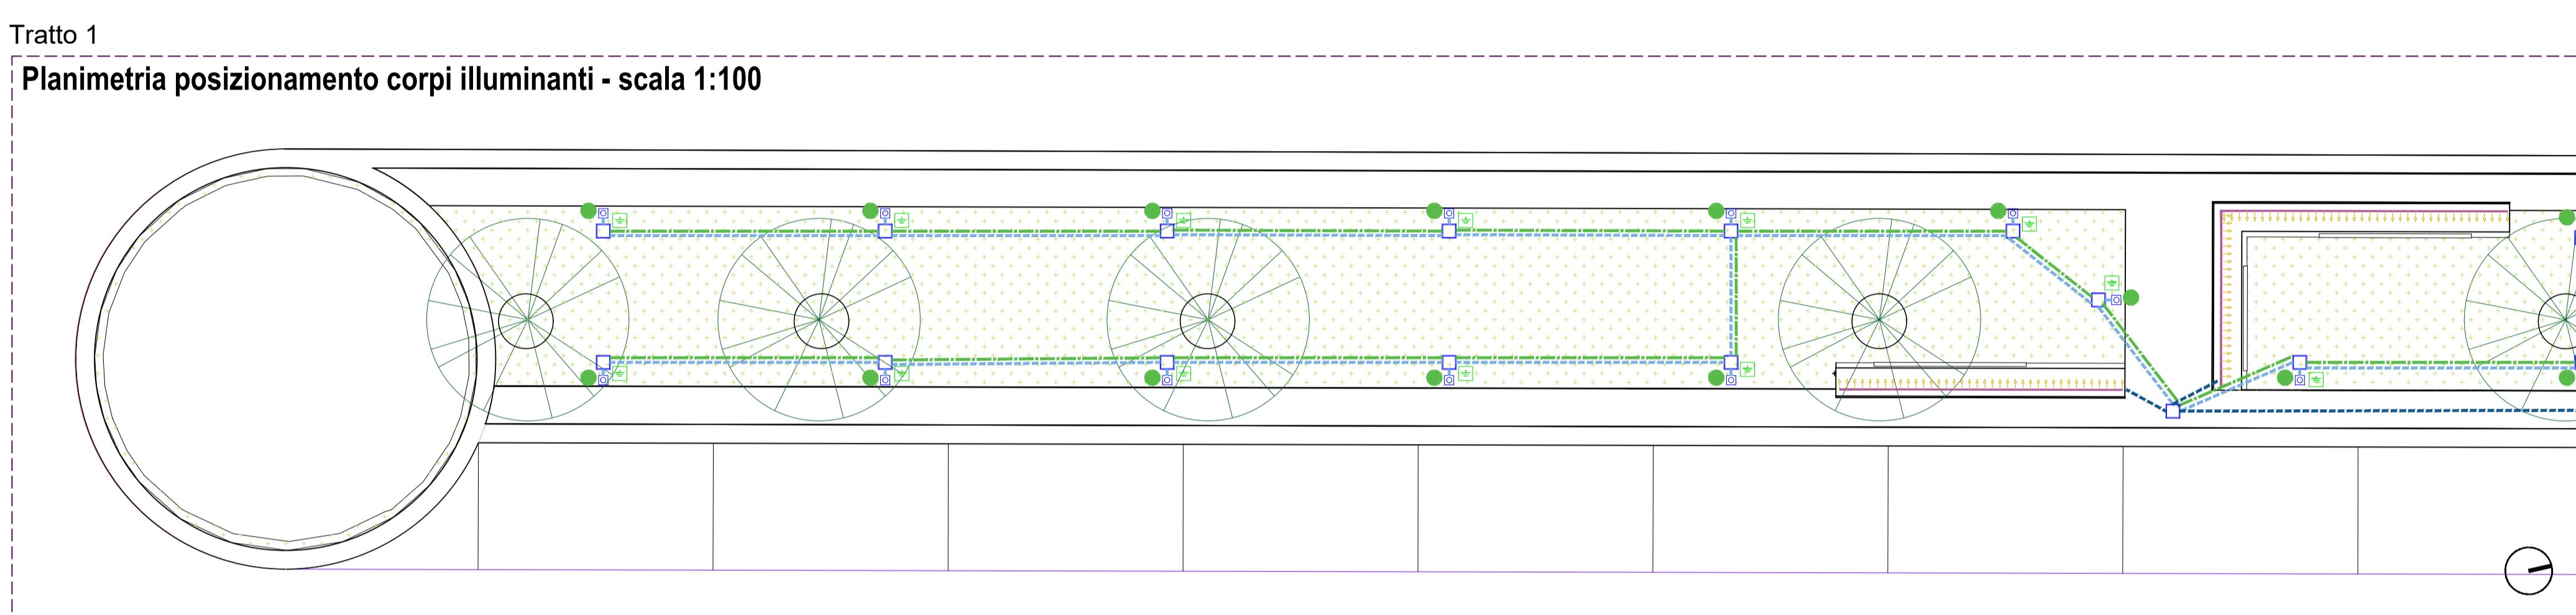 Tratto 1
Planimetria posizionamento corpi illuminanti - scala 1:100